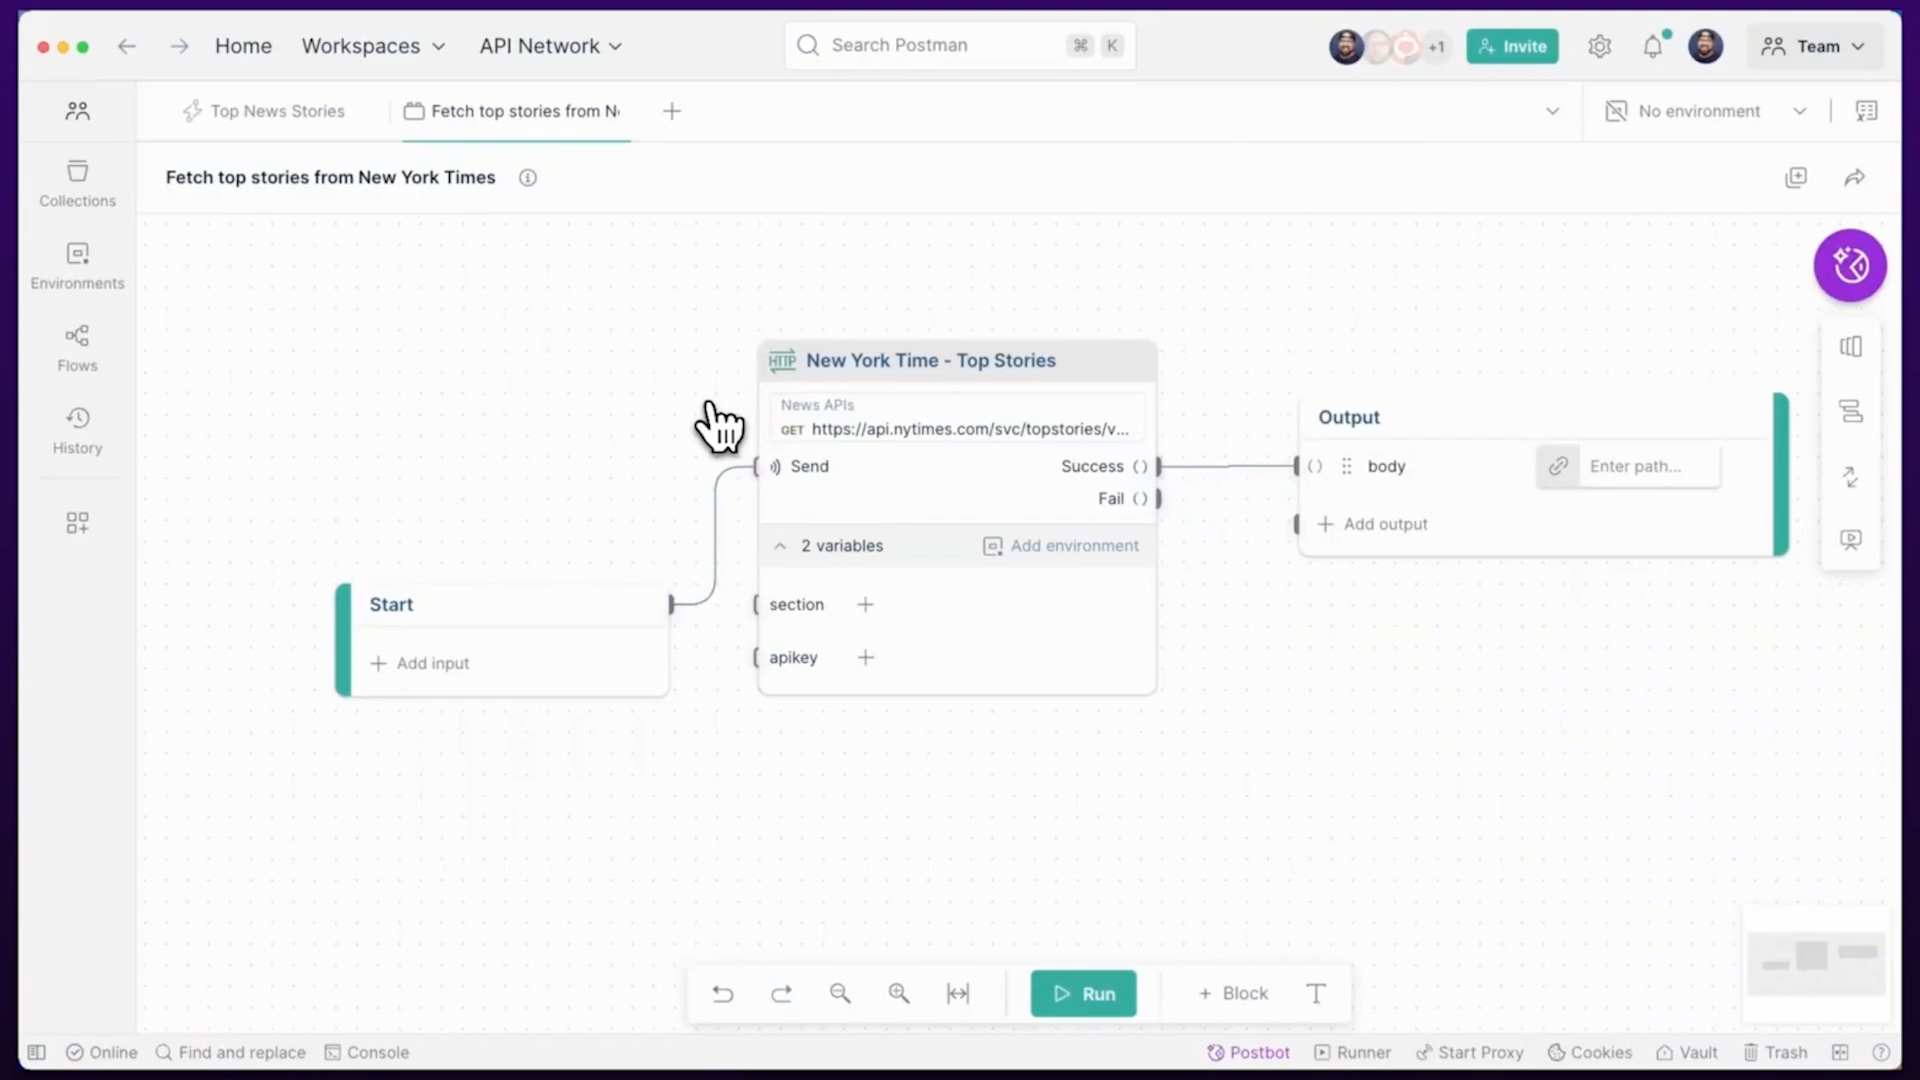 Home Workspaces API Network Search Postman ⌘ K +1 Invite Team
Top News Stories Fetch top stories from N No environment
Fetch top stories from New York Times
Collections
Environments
Flows
History
HTTP New York Time - Top Stories
News APIs
GET https://api.nytimes.com/svc/topstories/v...
Send Success ()
Fail ()
2 variables Add environment
section +
apikey +
Start
+ Add input
Output
() body Enter path...
+ Add output
Run + Block T
Online Find and replace Console Postbot Runner Start Proxy Cookies Vault Trash